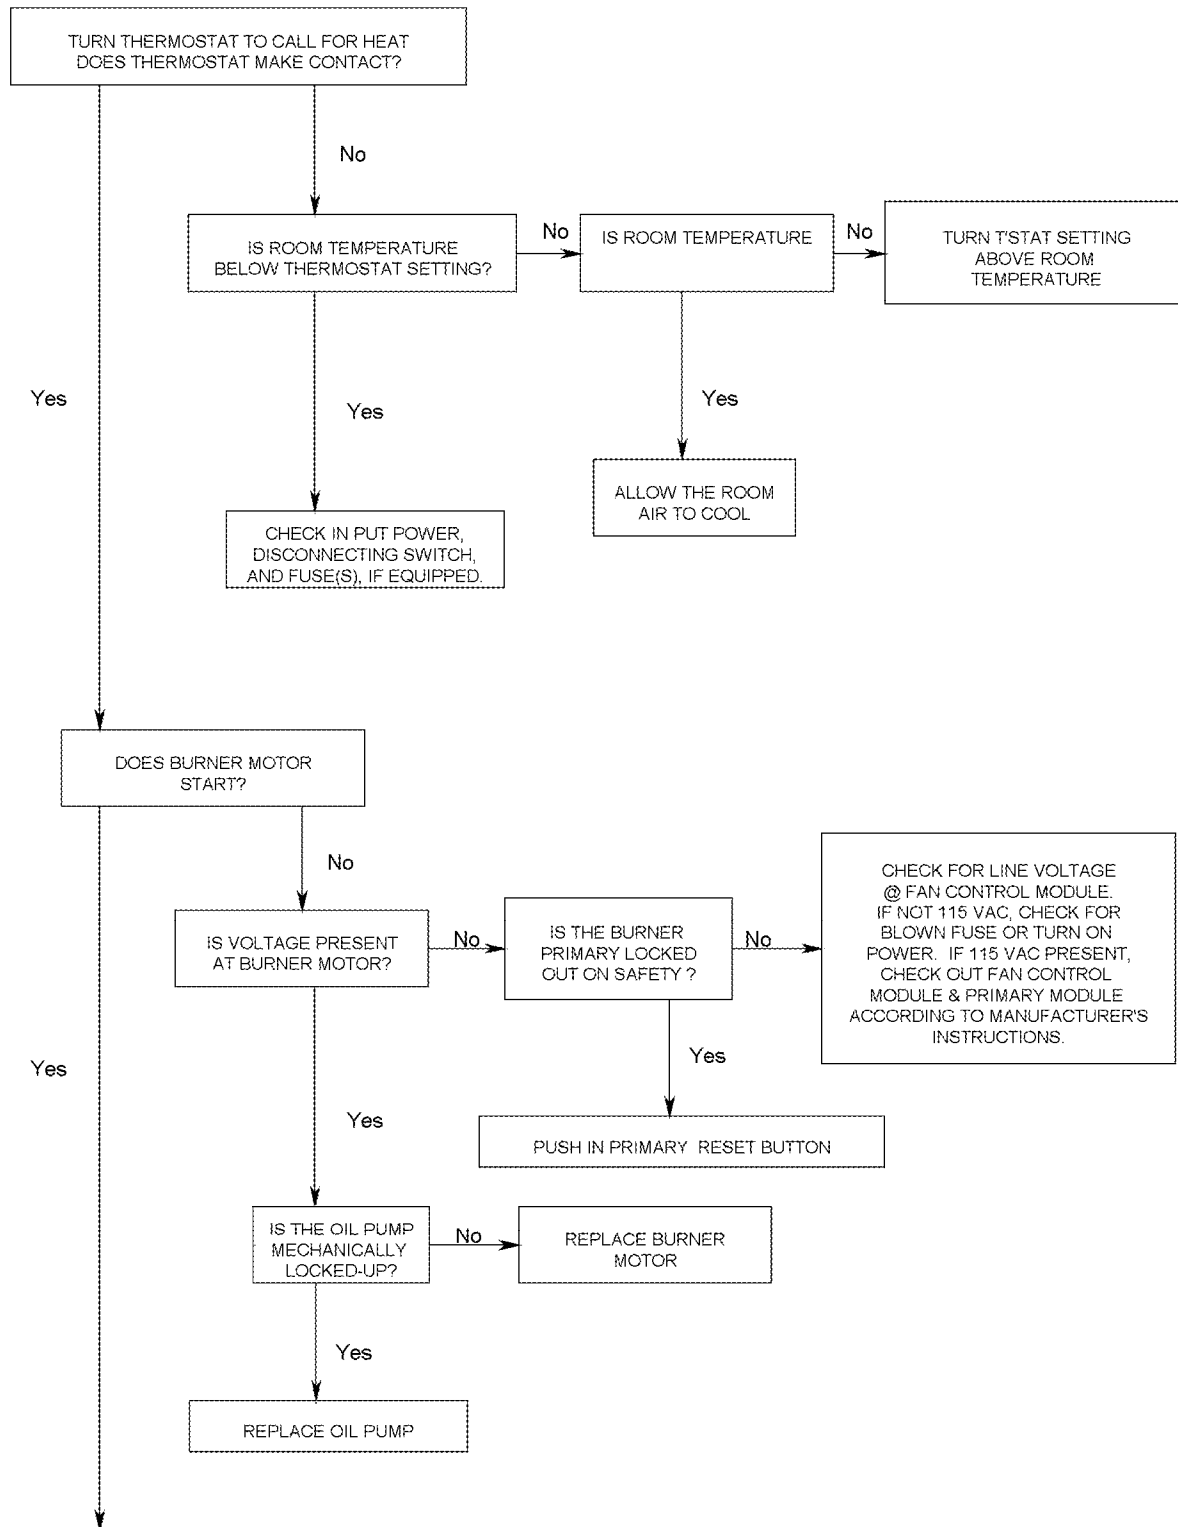 TURN THERMOSTAT TO CALL FOR HEAT
DOES THERMOSTAT MAKE CONTACT?
No
IS ROOM TEMPERATURE
BELOW THERMOSTAT SETTING?
No
IS ROOM TEMPERATURE
No
TURN T'STAT SETTING
ABOVE ROOM
TEMPERATURE
Yes
Yes
Yes
ALLOW THE ROOM
AIR TO COOL
CHECK IN PUT POWER,
DISCONNECTING SWITCH,
AND FUSE(S), IF EQUIPPED.
DOES BURNER MOTOR
START?
No
IS VOLTAGE PRESENT
AT BURNER MOTOR?
No
IS THE BURNER
PRIMARY LOCKED
OUT ON SAFETY ?
No
CHECK FOR LINE VOLTAGE
@ FAN CONTROL MODULE.
IF NOT 115 VAC, CHECK FOR
BLOWN FUSE OR TURN ON
POWER.  IF 115 VAC PRESENT,
CHECK OUT FAN CONTROL
MODULE & PRIMARY MODULE
ACCORDING TO MANUFACTURER'S
INSTRUCTIONS.
Yes
Yes
Yes
PUSH IN PRIMARY  RESET BUTTON
IS THE OIL PUMP
MECHANICALLY
LOCKED-UP?
No
REPLACE BURNER
MOTOR
Yes
REPLACE OIL PUMP